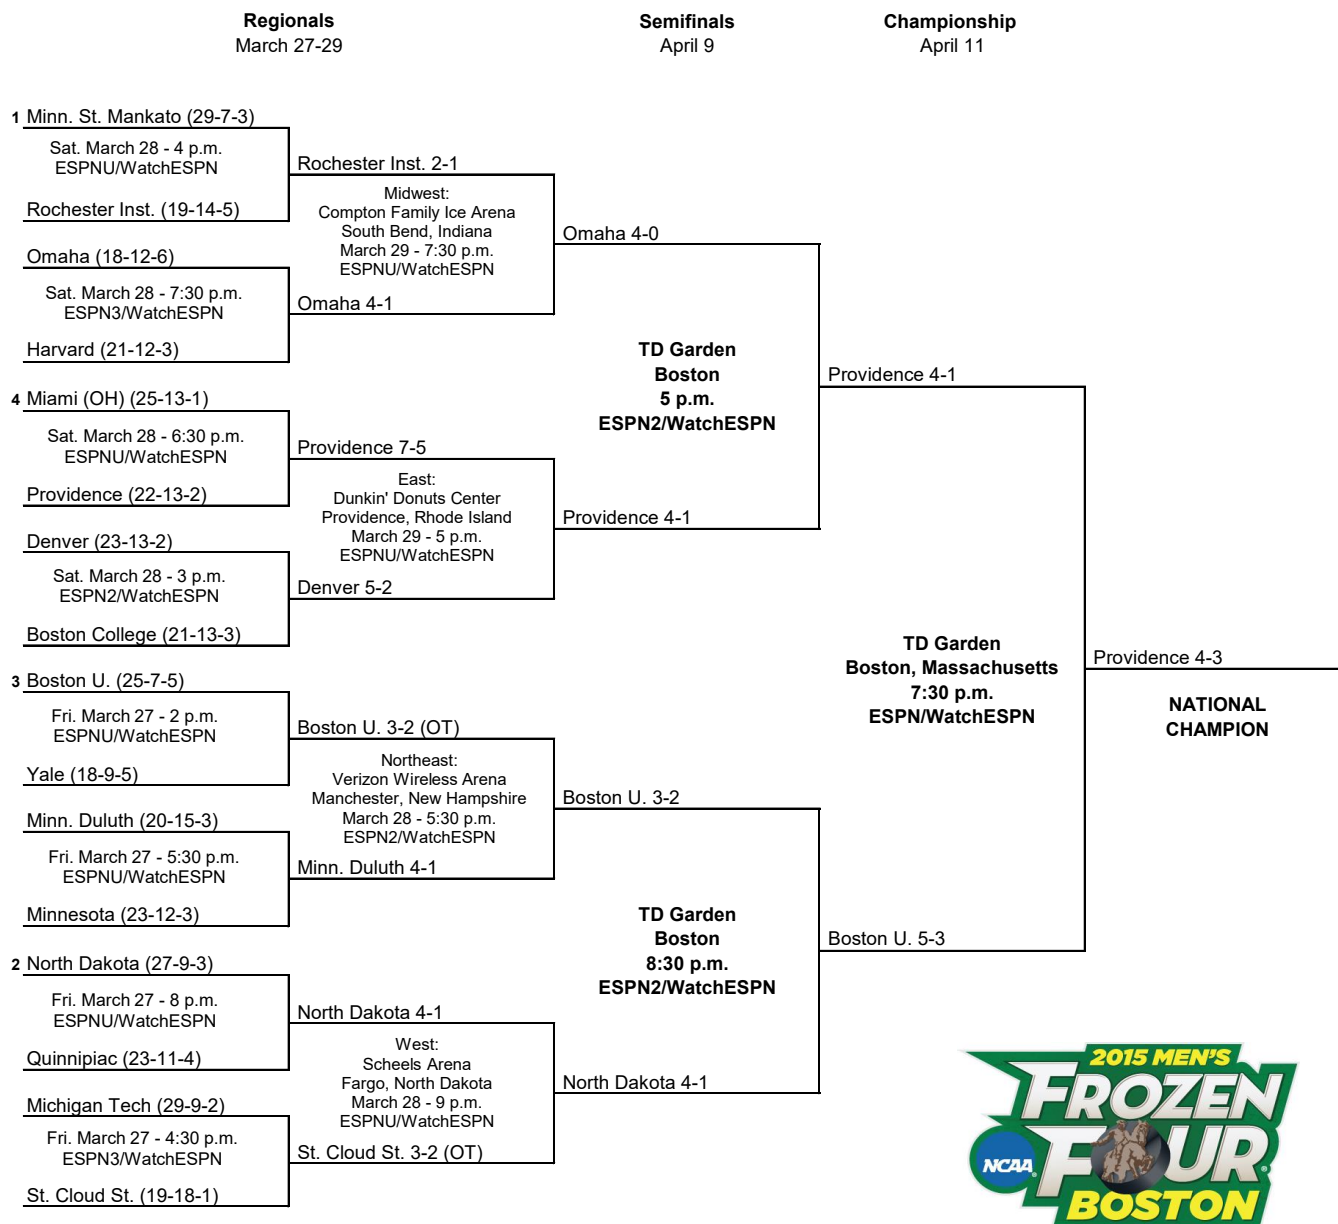 Regionals
March 27-29
Semifinals
April 9
Championship
April 11
1 Minn. St. Mankato (29-7-3)
Sat. March 28 - 4 p.m.
ESPNU/WatchESPN
Rochester Inst. (19-14-5)
Rochester Inst. 2-1
Midwest:
Compton Family Ice Arena
South Bend, Indiana
March 29 - 7:30 p.m.
ESPNU/WatchESPN
Omaha (18-12-6)
Sat. March 28 - 7:30 p.m.
ESPN3/WatchESPN
Harvard (21-12-3)
Omaha 4-1
Omaha 4-0
TD Garden
Boston
5 p.m.
ESPN2/WatchESPN
4 Miami (OH) (25-13-1)
Sat. March 28 - 6:30 p.m.
ESPNU/WatchESPN
Providence (22-13-2)
Providence 7-5
East:
Dunkin' Donuts Center
Providence, Rhode Island
March 29 - 5 p.m.
ESPNU/WatchESPN
Denver (23-13-2)
Sat. March 28 - 3 p.m.
ESPN2/WatchESPN
Boston College (21-13-3)
Denver 5-2
Providence 4-1
Providence 4-1
TD Garden
Boston, Massachusetts
7:30 p.m.
ESPN/WatchESPN
Providence 4-3
NATIONAL
CHAMPION
3 Boston U. (25-7-5)
Fri. March 27 - 2 p.m.
ESPNU/WatchESPN
Yale (18-9-5)
Boston U. 3-2 (OT)
Northeast:
Verizon Wireless Arena
Manchester, New Hampshire
March 28 - 5:30 p.m.
ESPN2/WatchESPN
Minn. Duluth (20-15-3)
Fri. March 27 - 5:30 p.m.
ESPNU/WatchESPN
Minnesota (23-12-3)
Minn. Duluth 4-1
Boston U. 3-2
TD Garden
Boston
8:30 p.m.
ESPN2/WatchESPN
Boston U. 5-3
2 North Dakota (27-9-3)
Fri. March 27 - 8 p.m.
ESPNU/WatchESPN
Quinnipiac (23-11-4)
North Dakota 4-1
West:
Scheels Arena
Fargo, North Dakota
March 28 - 9 p.m.
ESPNU/WatchESPN
Michigan Tech (29-9-2)
Fri. March 27 - 4:30 p.m.
ESPN3/WatchESPN
St. Cloud St. (19-18-1)
St. Cloud St. 3-2 (OT)
North Dakota 4-1
2015 MEN'S
FROZEN
FOUR
NCAA
BOSTON